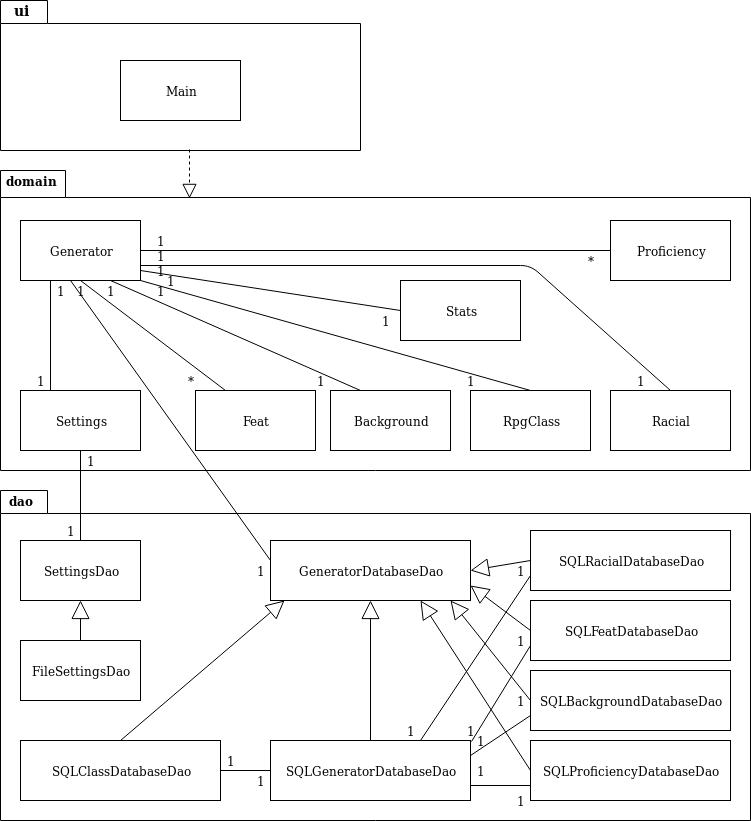 ui
Main
domain
Generator
1
*
Proficiency
1
1
1
1
1
1
1
Stats
1
1
*
1
1
1
Settings
Feat
Background
RpgClass
Racial
1
dao
1
SettingsDao
1
GeneratorDatabaseDao
1
SQLRacialDatabaseDao
1
SQLFeatDatabaseDao
FileSettingsDao
1
SQLBackgroundDatabaseDao
1
1
1
SQLClassDatabaseDao
1
1
SQLGeneratorDatabaseDao
1
1
SQLProficiencyDatabaseDao